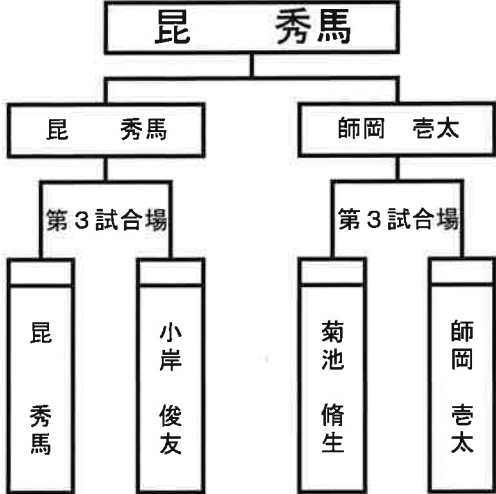 昆　秀馬
昆　秀馬
師岡　壱太
第３試合場
第３試合場
昆　秀馬
小岸　俊友
菊池　脩生
師岡　壱太